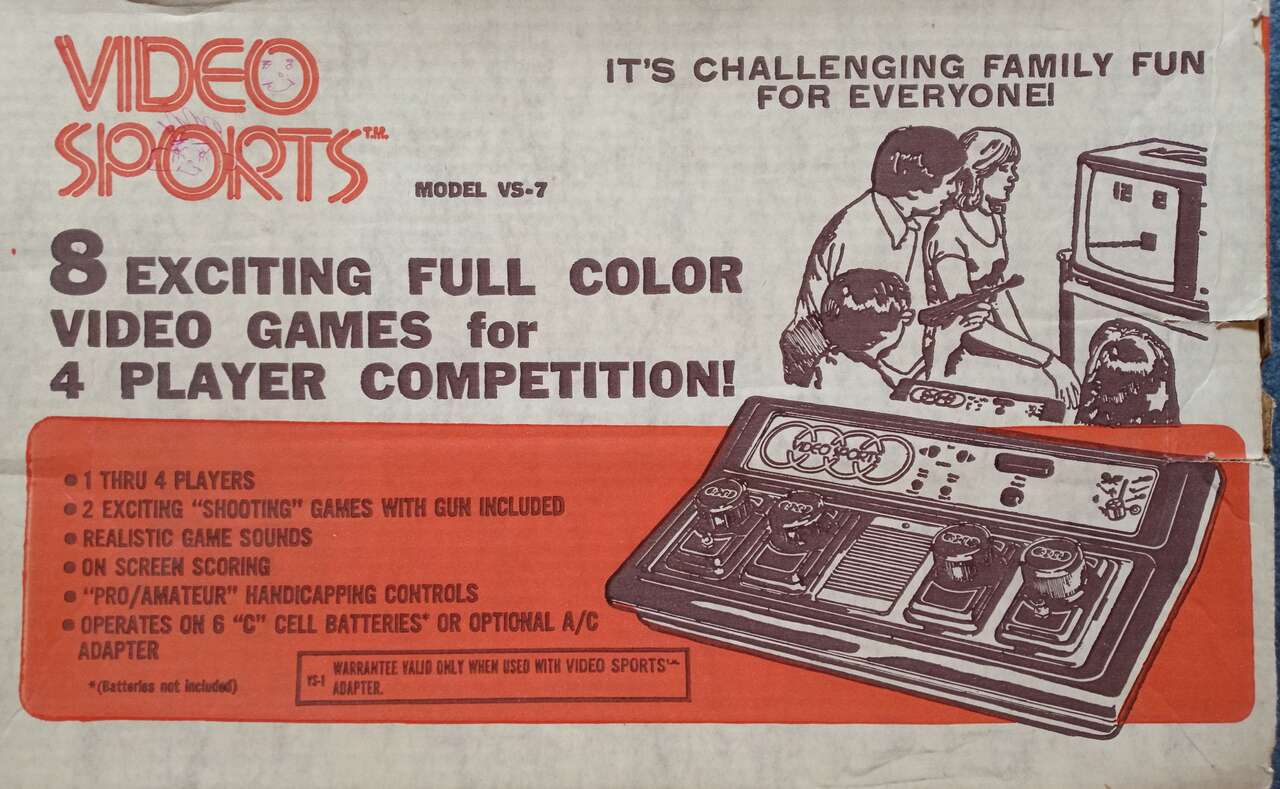 VIDEO
SPORTS T.M.
MODEL VS-7
IT'S CHALLENGING FAMILY FUN
FOR EVERYONE!
12 2
8 EXCITING FULL COLOR
VIDEO GAMES for
4 PLAYER COMPETITION!
VIDEO SPORTS
• 1 THRU 4 PLAYERS
• 2 EXCITING "SHOOTING" GAMES WITH GUN INCLUDED
• REALISTIC GAME SOUNDS
• ON SCREEN SCORING
• "PRO/AMATEUR" HANDICAPPING CONTROLS
• OPERATES ON 6 "C" CELL BATTERIES* OR OPTIONAL A/C
ADAPTER
*(Batteries not included)
VS-1 WARRANTEE VALID ONLY WHEN USED WITH VIDEO SPORTS T.M.
ADAPTER.